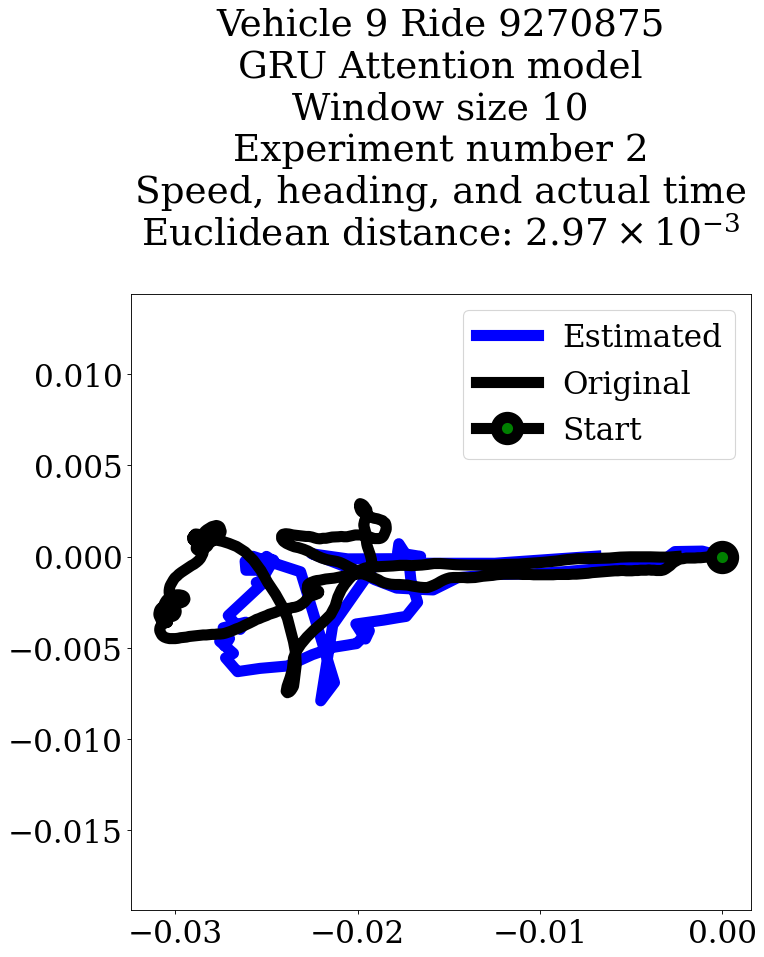 Vehicle 9 Ride 9270875
GRU Attention model
Window size 10
Experiment number 2
Speed, heading, and actual time
Euclidean distance: 2.97 × 10⁻³
Estimated
Original
Start
0.010
0.005
0.000
−0.005
−0.010
−0.015
−0.03
−0.02
−0.01
0.00